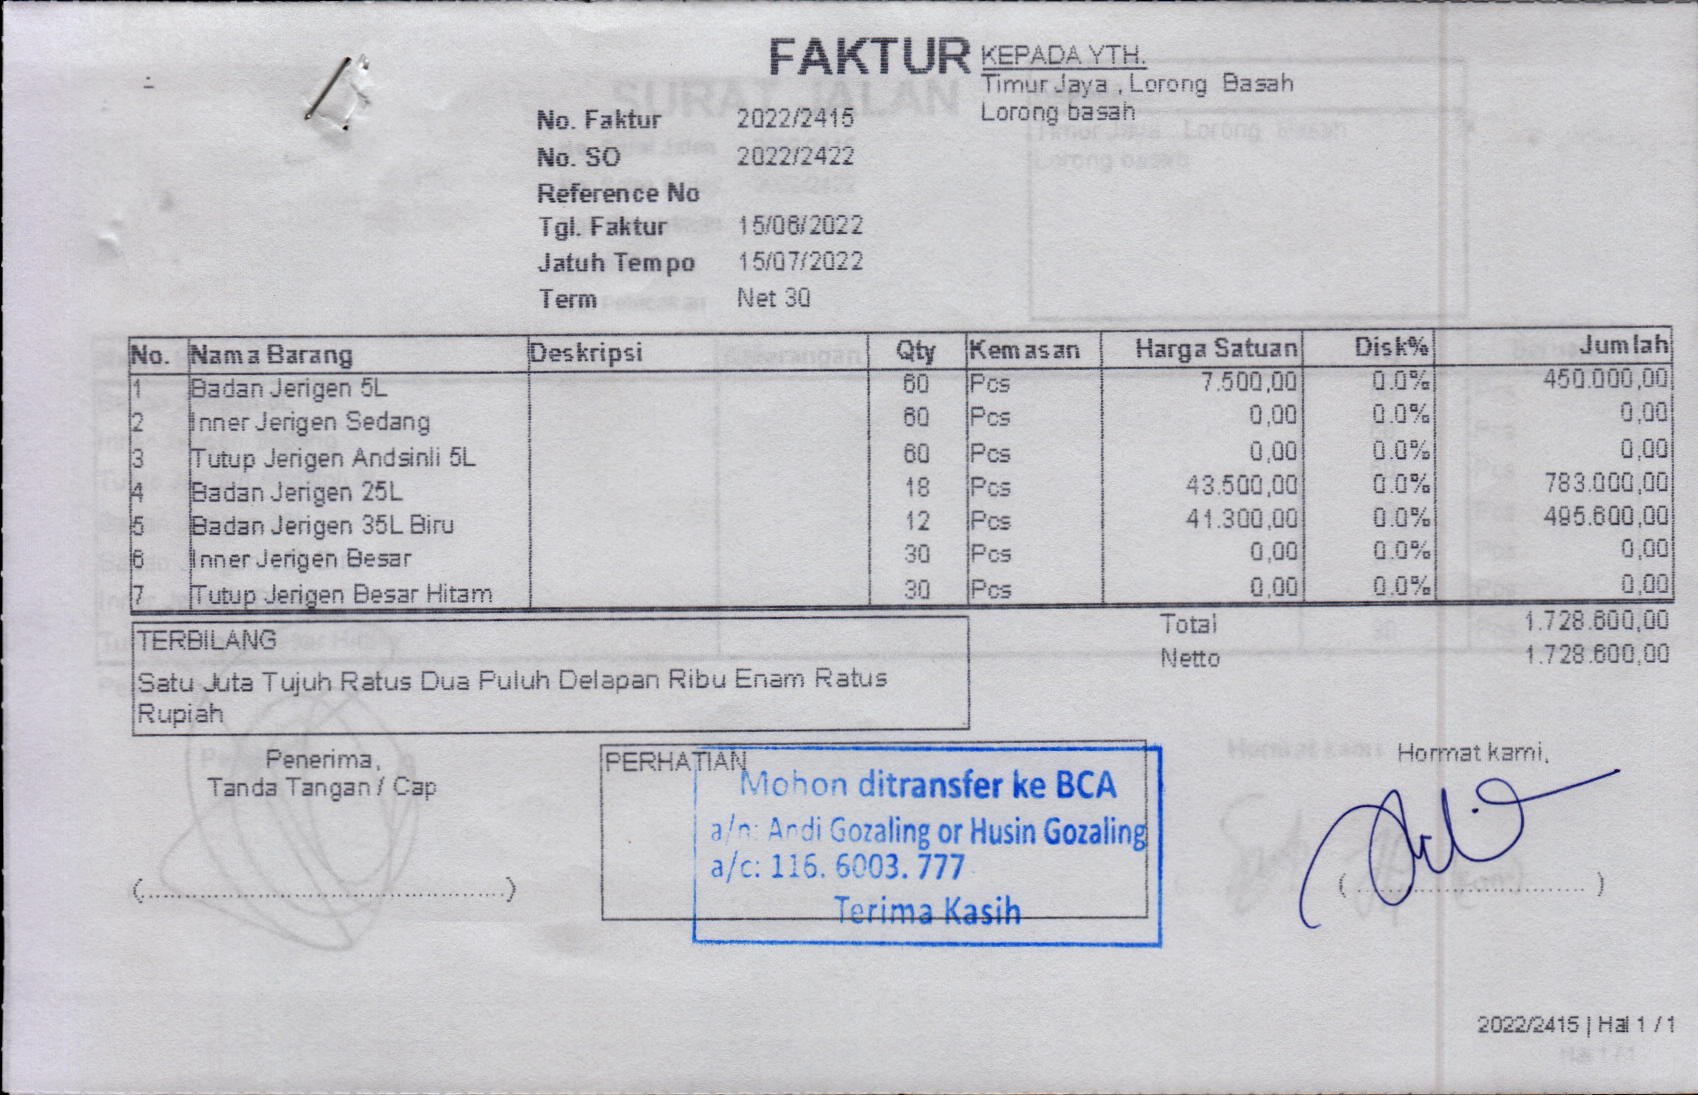 FAKTUR
KEPADA YTH.
Timur Jaya , Lorong Basah
Lorong basah
No. Faktur 2022/2415
No. SO 2022/2422
Reference No
Tgl. Faktur 15/06/2022
Jatuh Tempo 15/07/2022
Term Net 30
No. Nama Barang Deskripsi Qty Kemasan Harga Satuan Disk% Jumlah
1 Badan Jerigen 5L 60 Pcs 7.500,00 0.0% 450.000,00
2 Inner Jerigen Sedang 60 Pcs 0,00 0.0% 0,00
3 Tutup Jerigen Andsinli 5L 60 Pcs 0,00 0.0% 0,00
4 Badan Jerigen 25L 18 Pcs 43.500,00 0.0% 783.000,00
5 Badan Jerigen 35L Biru 12 Pcs 41.300,00 0.0% 495.600,00
6 Inner Jerigen Besar 30 Pcs 0,00 0.0% 0,00
7 Tutup Jerigen Besar Hitam 30 Pcs 0,00 0.0% 0,00
Total 1.728.600,00
Netto 1.728.600,00
TERBILANG
Satu Juta Tujuh Ratus Dua Puluh Delapan Ribu Enam Ratus
Rupiah
Penerima,
Tanda Tangan / Cap
(........................................)
PERHATIAN
Mohon ditransfer ke BCA
a/n: Andi Gozaling or Husin Gozaling
a/c: 116. 6003. 777
Terima Kasih
Hormat kami,
(..........................)
2022/2415 | Hal 1 / 1